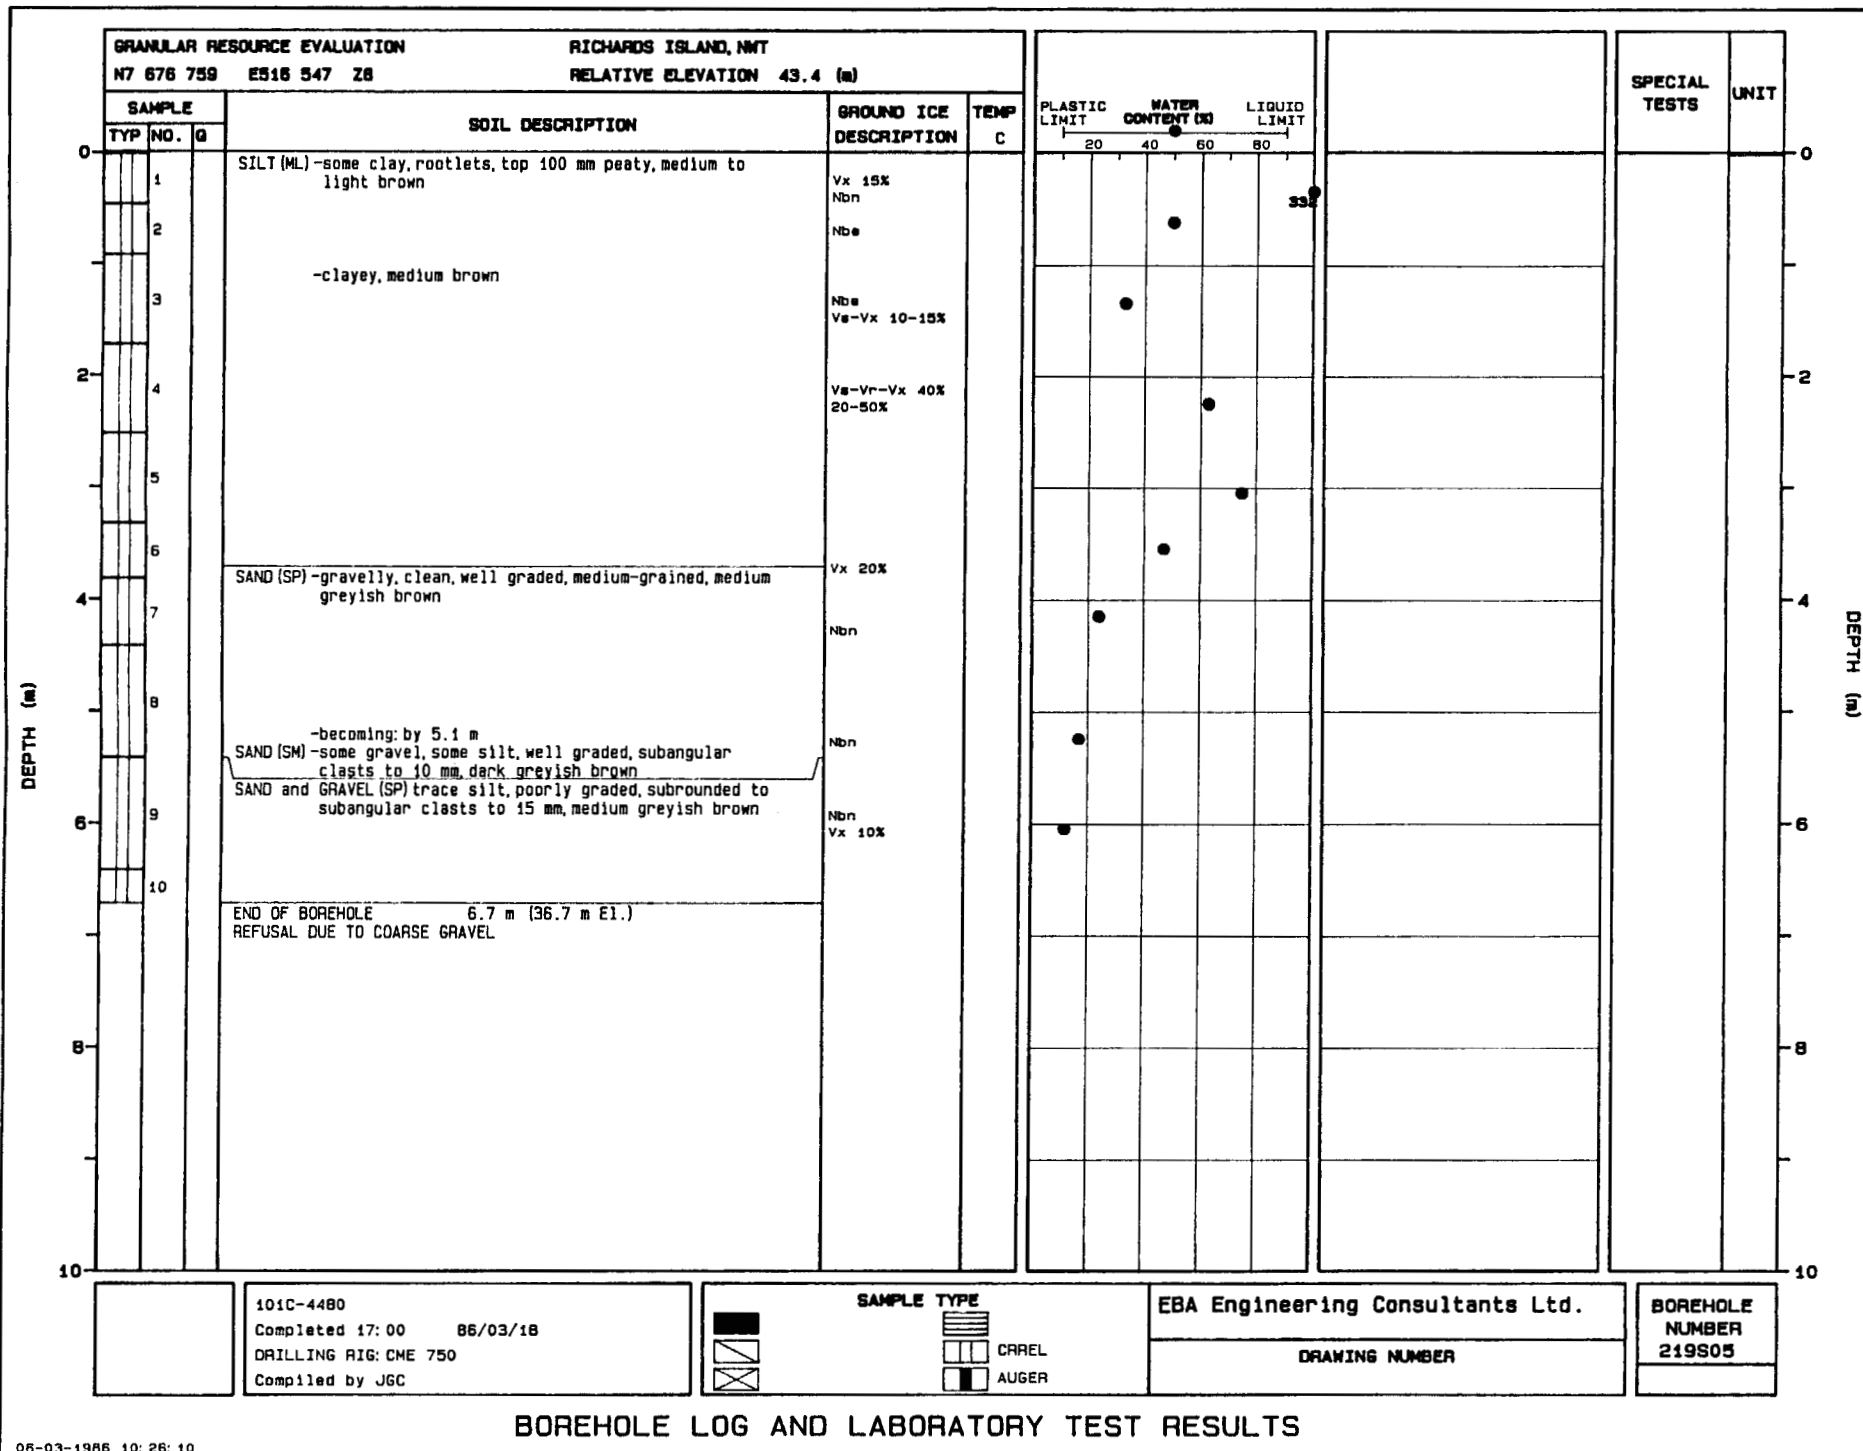 GRANULAR RESOURCE EVALUATION RICHARDS ISLAND, NWT
N7 676 759 E516 547 Z8 RELATIVE ELEVATION 43.4 (m)
SAMPLE
TYP NO. Q
SOIL DESCRIPTION
GROUND ICE
DESCRIPTION
TEMP
C
PLASTIC
LIMIT
WATER
CONTENT (%)
LIQUID
LIMIT
20 40 60 80
SPECIAL
TESTS
UNIT
0
2
4
6
8
10
DEPTH (m)
1
2
3
4
5
6
7
8
9
10
SILT (ML) -some clay, rootlets, top 100 mm peaty, medium to
light brown
-clayey, medium brown
SAND (SP) -gravelly, clean, well graded, medium-grained, medium
greyish brown
-becoming: by 5.1 m
SAND (SM) -some gravel, some silt, well graded, subangular
clasts to 10 mm, dark greyish brown
SAND and GRAVEL (SP) trace silt, poorly graded, subrounded to
subangular clasts to 15 mm, medium greyish brown
END OF BOREHOLE 6.7 m (36.7 m El.)
REFUSAL DUE TO COARSE GRAVEL
Vx 15%
Nbn
Nbe
Nbe
Vs-Vx 10-15%
Vs-Vr-Vx 40%
20-50%
Vx 20%
Nbn
Nbn
Nbn
Vx 10%
332
0
2
4
6
8
10
DEPTH (m)
101C-4480
Completed 17:00 86/03/18
DRILLING RIG: CME 750
Compiled by JGC
SAMPLE TYPE
CRREL
AUGER
EBA Engineering Consultants Ltd.
DRAWING NUMBER
BOREHOLE
NUMBER
219S05
BOREHOLE LOG AND LABORATORY TEST RESULTS
06-03-1986 10:26:10